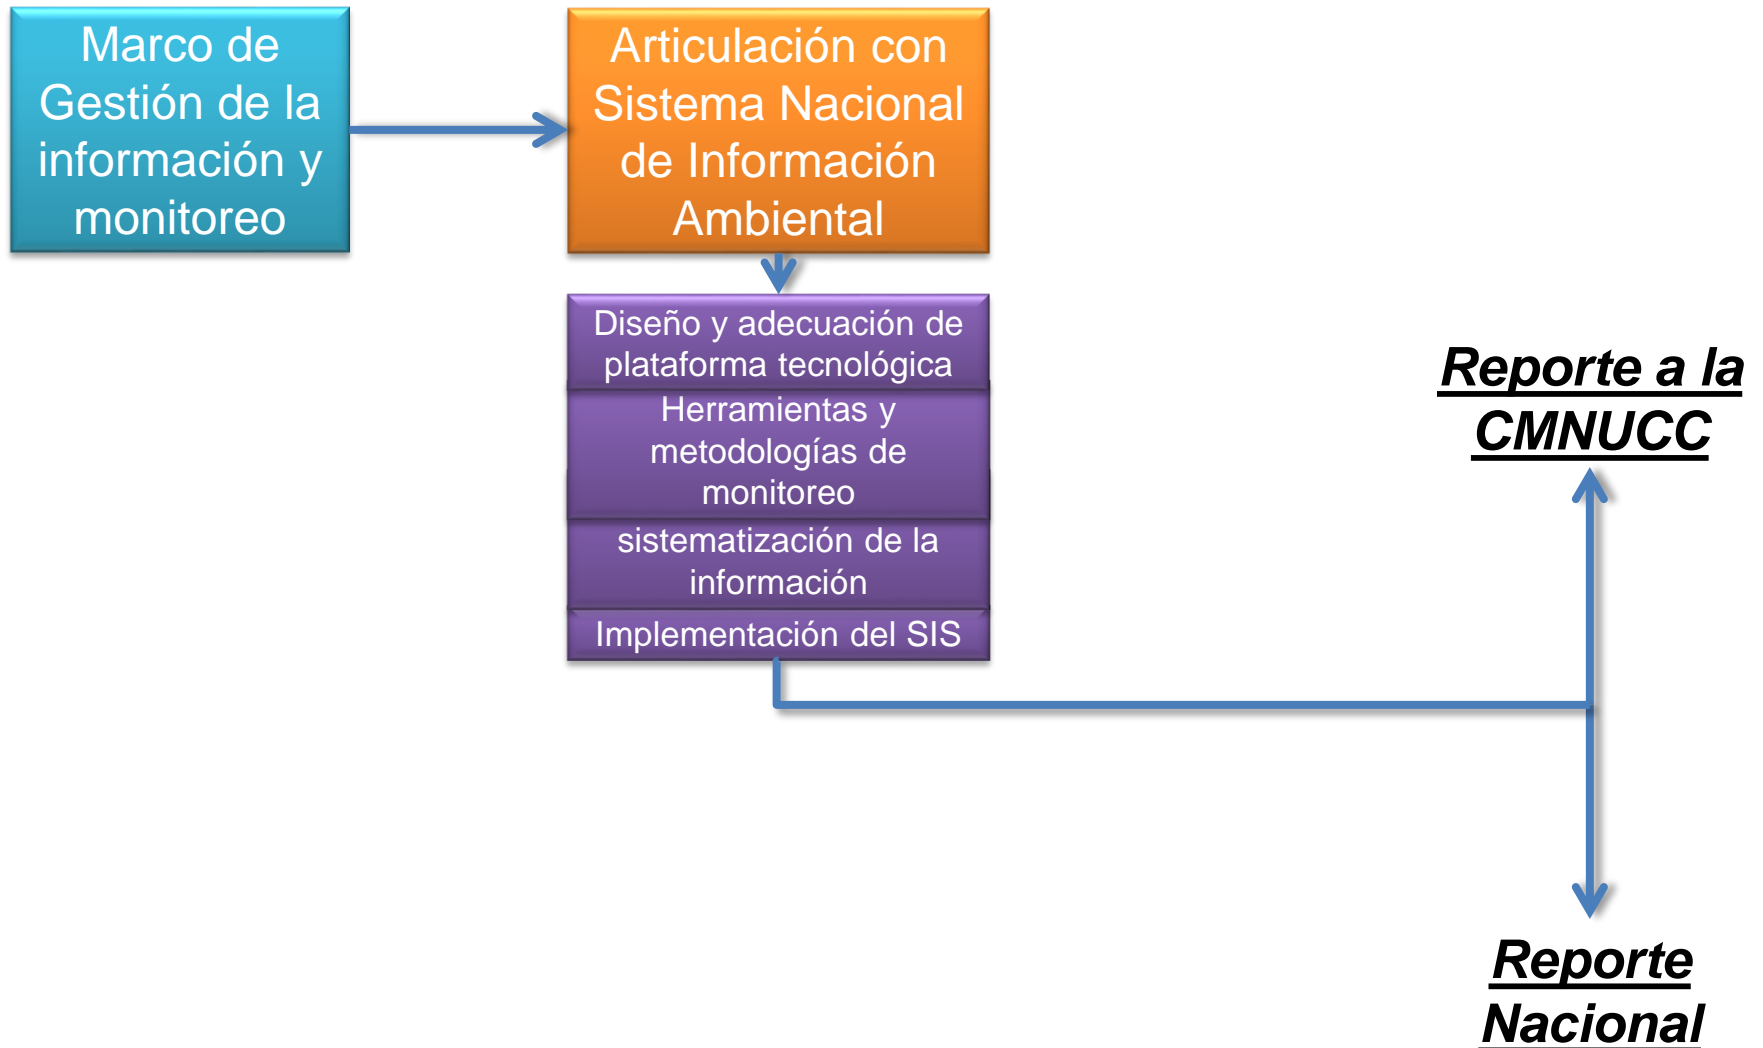 Marco de
Gestión de la
información y
monitoreo
Articulación con
Sistema Nacional
de Información
Ambiental
Diseño y adecuación de
plataforma tecnológica
Herramientas y
metodologías de
monitoreo
sistematización de la
información
Implementación del SIS
Reporte a la
CMNUCC
Reporte
Nacional